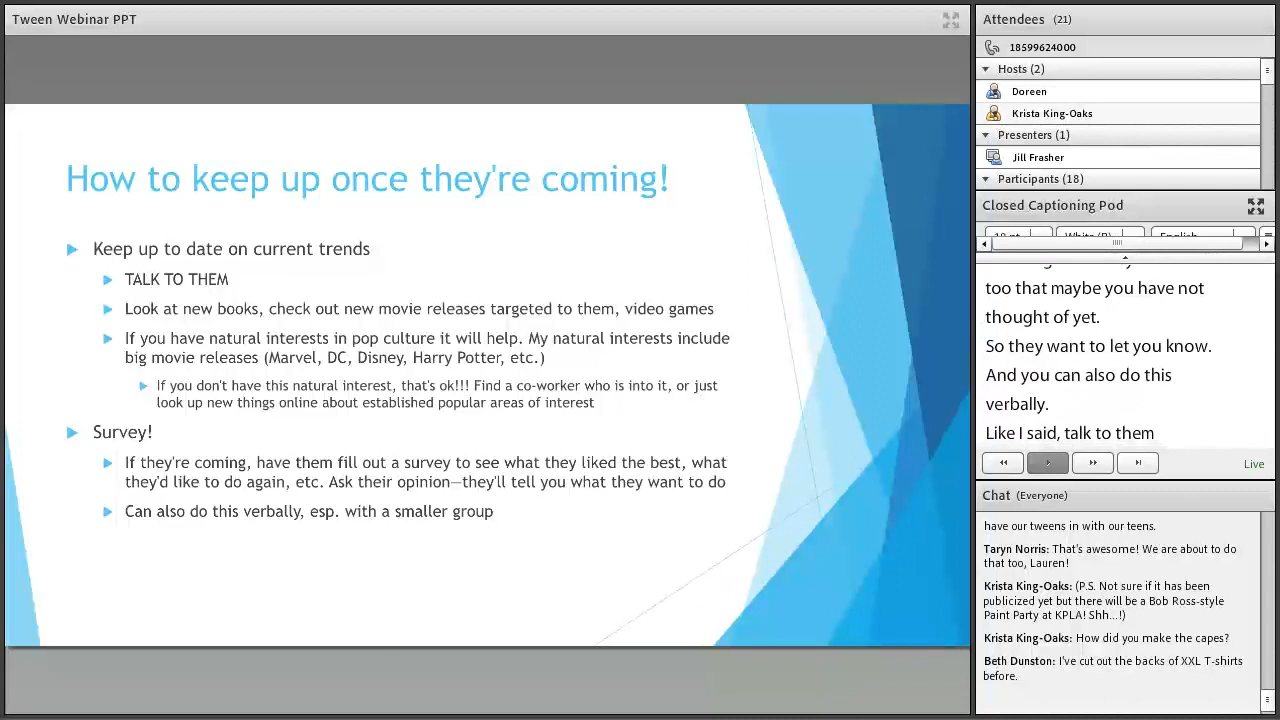 Tween Webinar PPT
How to keep up once they're coming!
Keep up to date on current trends
TALK TO THEM
Look at new books, check out new movie releases targeted to them, video games
If you have natural interests in pop culture it will help. My natural interests include
big movie releases (Marvel, DC, Disney, Harry Potter, etc.)
If you don't have this natural interest, that's ok!!! Find a co-worker who is into it, or just
look up new things online about established popular areas of interest
Survey!
If they're coming, have them fill out a survey to see what they liked the best, what
they'd like to do again, etc. Ask their opinion—they'll tell you what they want to do
Can also do this verbally, esp. with a smaller group
Attendees (21)
18599624000
Hosts (2)
Doreen
Krista King-Oaks
Presenters (1)
Jill Frasher
Participants (18)
Closed Captioning Pod
English
too that maybe you have not
thought of yet.
So they want to let you know.
And you can also do this
verbally.
Like I said, talk to them
Live
Chat (Everyone)
have our tweens in with our teens.
Taryn Norris: That's awesome! We are about to do
that too, Lauren!
Krista King-Oaks: (P.S. Not sure if it has been
publicized yet but there will be a Bob Ross-style
Paint Party at KPLA! Shh...!)
Krista King-Oaks: How did you make the capes?
Beth Dunston: I've cut out the backs of XXL T-shirts
before.